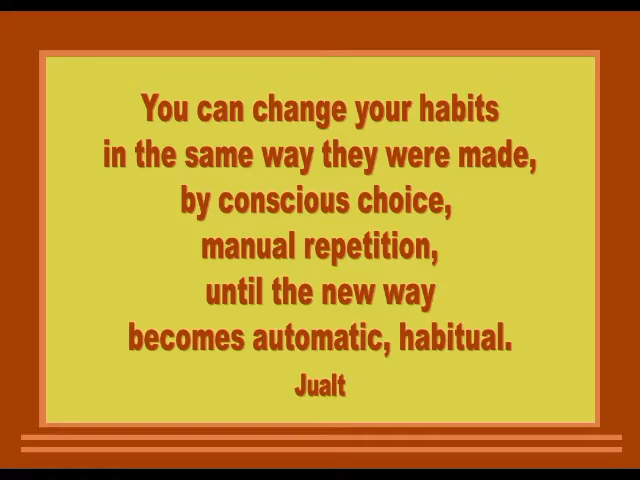 You can change your habits
in the same way they were made,
by conscious choice,
manual repetition,
until the new way
becomes automatic, habitual.
Jualt